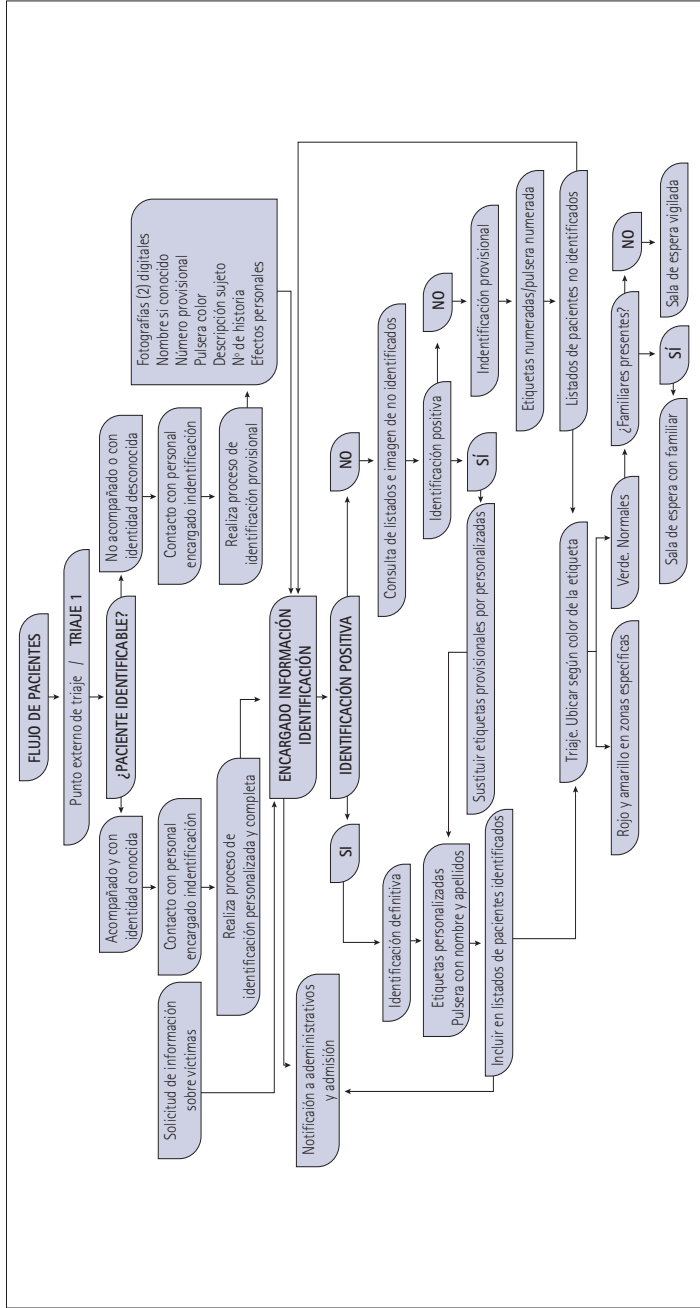 FLUJO DE PACIENTES
Punto externo de triaje / TRIAJE 1
¿PACIENTE IDENTIFICABLE?
Acompañado y con
identidad conocida
No acompañado o con
identidad desconocida
Solicitud de información
sobre víctimas
Contacto con personal
encargado indentificación
Contacto con personal
encargado indentificación
Fotografías (2) digitales
Nombre si conocido
Número provisional
Pulsera color
Descripción sujeto
Nº de historia
Efectos personales
Realiza proceso de
identificación personalizada y completa
Realiza proceso de
identificación provisional
ENCARGADO INFORMACIÓN
IDENTIFICACIÓN
Notificaión a adeministrativos
y admisión
IDENTIFICACIÓN POSITIVA
SI
NO
Identificación definitiva
Consulta de listados e imagen de no identificados
Etiquetas personalizadas
Pulsera con nombre y apellidos
Identificación positiva
NO
SÍ
Indentificación provisional
Sustituir etiquetas provisionales por personalizadas
Etiquetas numeradas/pulsera numerada
Incluir en listados de pacientes identificados
Listados de pacientes no identificados
Triaje. Ubicar según color de la etiqueta
Rojo y amarillo en zonas específicas
Verde. Normales
¿Familiares presentes?
NO
SÍ
Sala de espera con familiar
Sala de espera vigilada